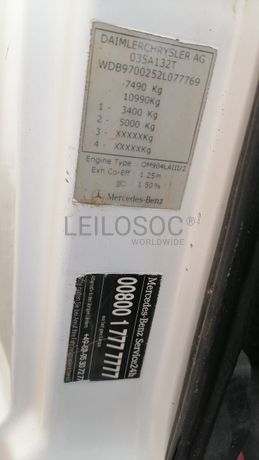 DAIMLERCHRYSLER AG
035A132T
WDB9700252L077769
7490 Kg
10990Kg
1 - 3400 Kg
2 - 5000 Kg
3 - XXXXXKg
4 - XXXXXKg
Engine Type OM904LAIII/2
Exh Co-eff 1.25m
1.50%
Mercedes-Benz
LEILOSOC®
WORLDWIDE
Mercedes-Benz Service24h
00800 1 777 7777